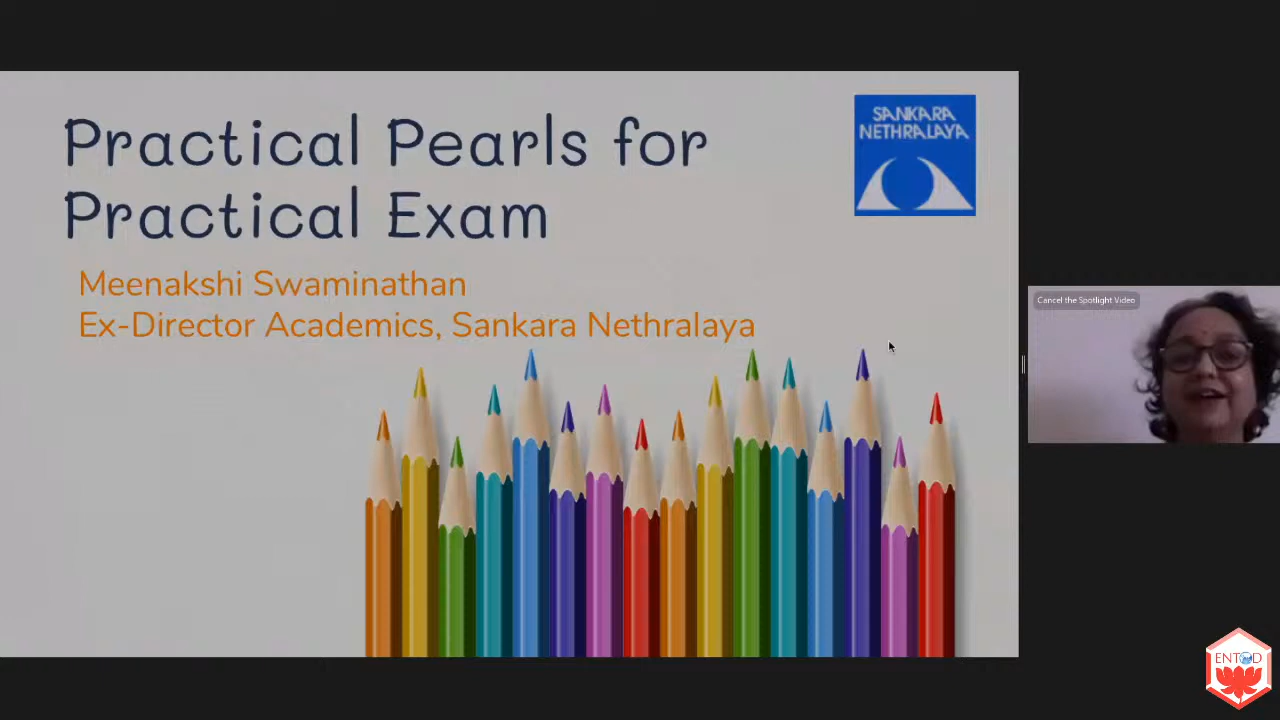 Practical Pearls for
Practical Exam
Meenakshi Swaminathan
Ex-Director Academics, Sankara Nethralaya
SANKARA
NETHRALAYA
Cancel the Spotlight Video
ENTOD